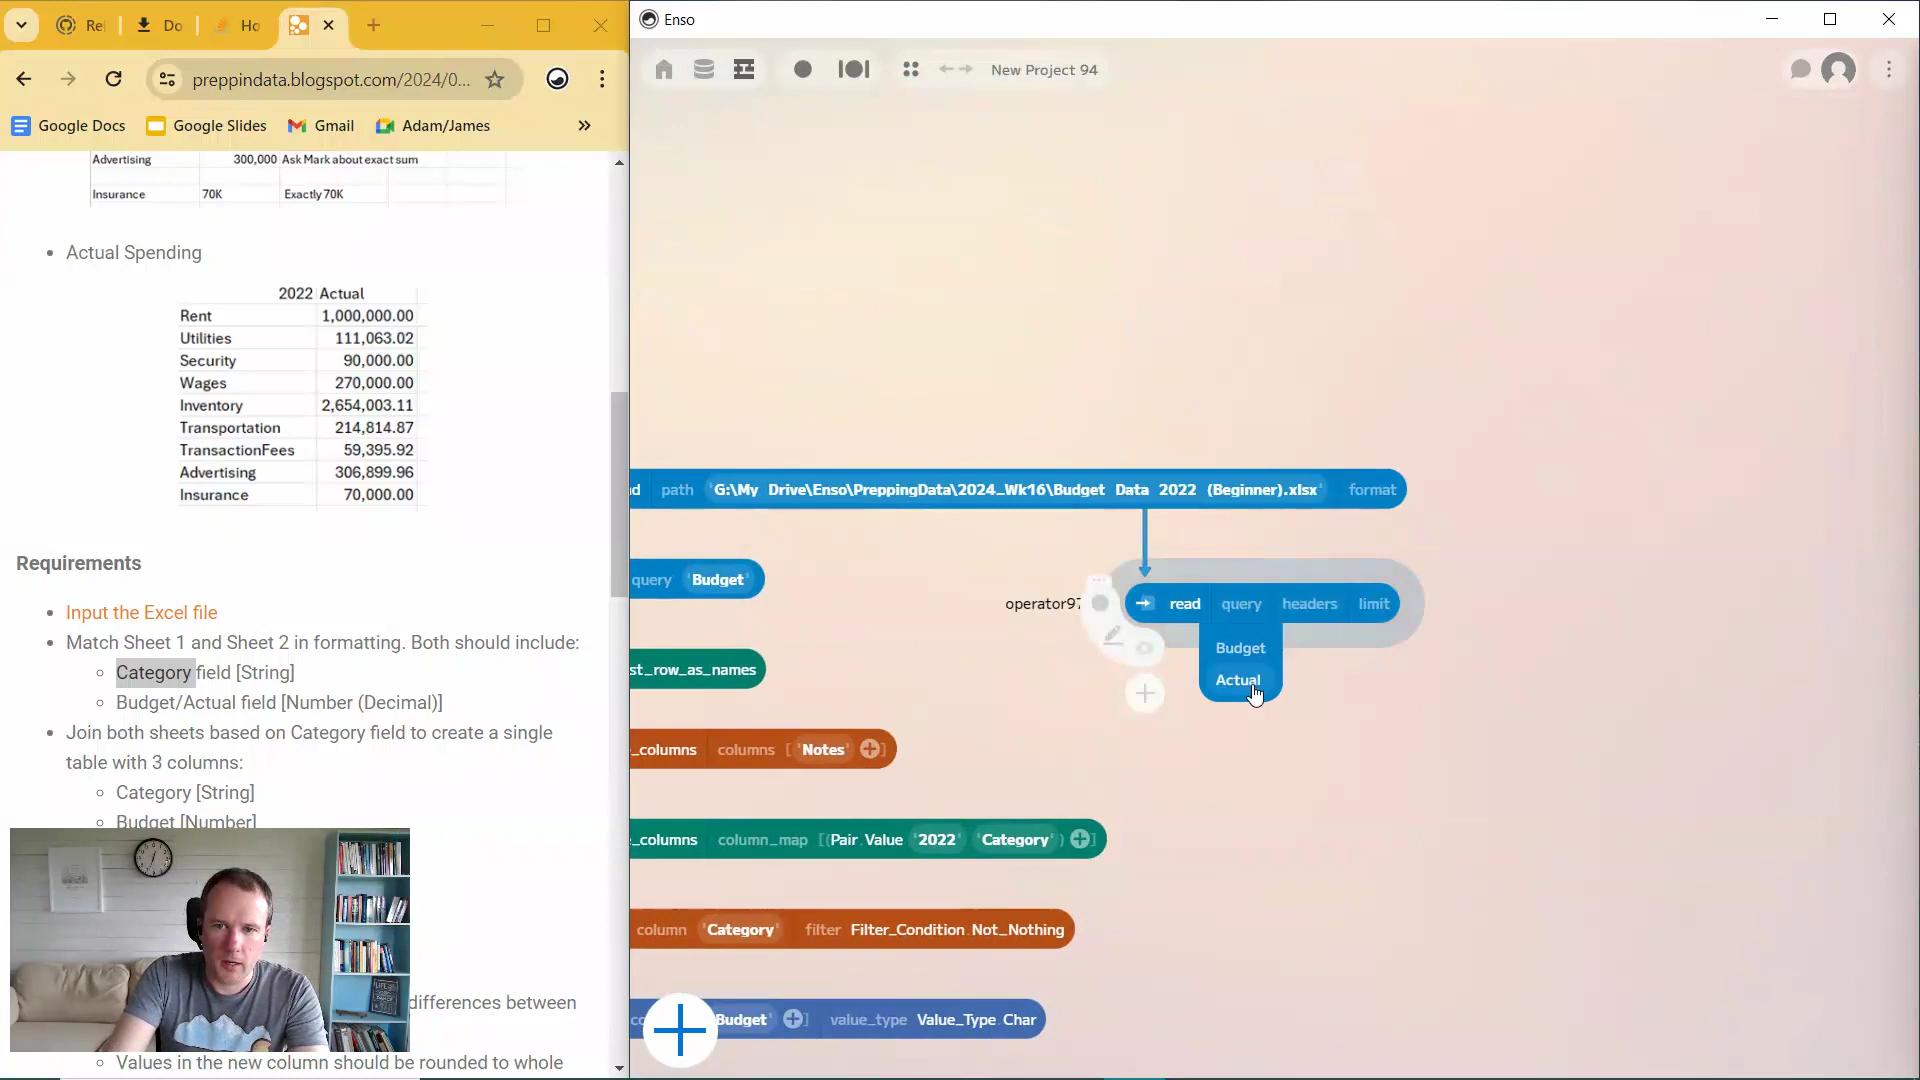 Re
Do
Ho
preppindata.blogspot.com/2024/0...
Google Docs
Google Slides
Gmail
Adam/James
Advertising 300,000 Ask Mark about exact sum
Insurance 70K Exactly 70K
Actual Spending
2022 Actual
Rent 1,000,000.00
Utilities 111,063.02
Security 90,000.00
Wages 270,000.00
Inventory 2,654,003.11
Transportation 214,814.87
TransactionFees 59,395.92
Advertising 306,899.96
Insurance 70,000.00
Requirements
Input the Excel file
Match Sheet 1 and Sheet 2 in formatting. Both should include:
Category field [String]
Budget/Actual field [Number (Decimal)]
Join both sheets based on Category field to create a single
table with 3 columns:
Category [String]
Budget [Number]
differences between
Values in the new column should be rounded to whole
Enso
New Project 94
d path 'G:\My Drive\Enso\PreppingData\2024_Wk16\Budget Data 2022 (Beginner).xlsx' format
query 'Budget'
operator97 read query headers limit
Budget
Actual
st_row_as_names
_columns columns ['Notes' ]
e_columns column_map [(Pair.Value '2022' 'Category') ]
column 'Category' filter Filter_Condition.Not_Nothing
co Budget' ] value_type Value_Type.Char